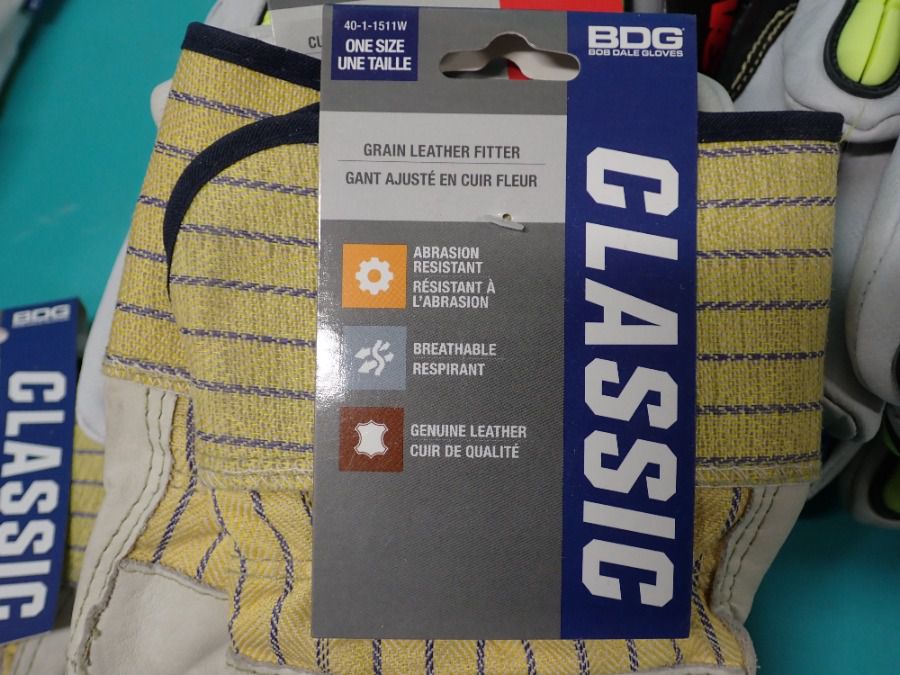 40-1-1511W
ONE SIZE
UNE TAILLE
BDG
BOB DALE GLOVES
GRAIN LEATHER FITTER
GANT AJUSTÉ EN CUIR FLEUR
ABRASION
RESISTANT
RÉSISTANT À
L'ABRASION
BREATHABLE
RESPIRANT
GENUINE LEATHER
CUIR DE QUALITÉ
CLASSIC
BDG
CLASSIC
CU